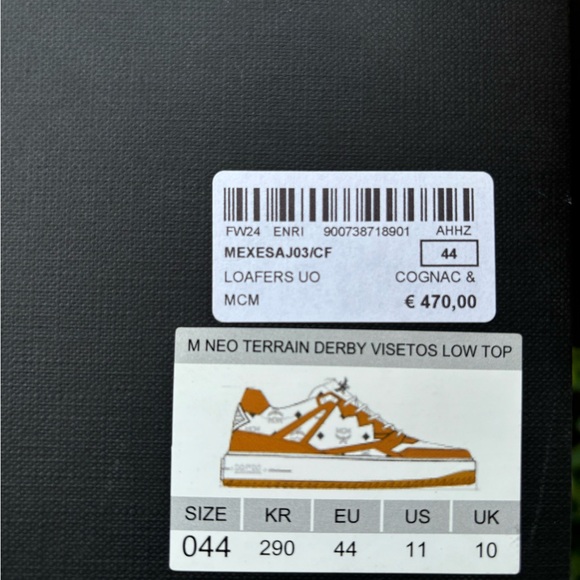 FW24 ENRI 900738718901 AHHZ
MEXESAJ03/CF 44
LOAFERS UO COGNAC &
MCM € 470,00
M NEO TERRAIN DERBY VISETOS LOW TOP
MCM
SIZE KR EU US UK
044 290 44 11 10